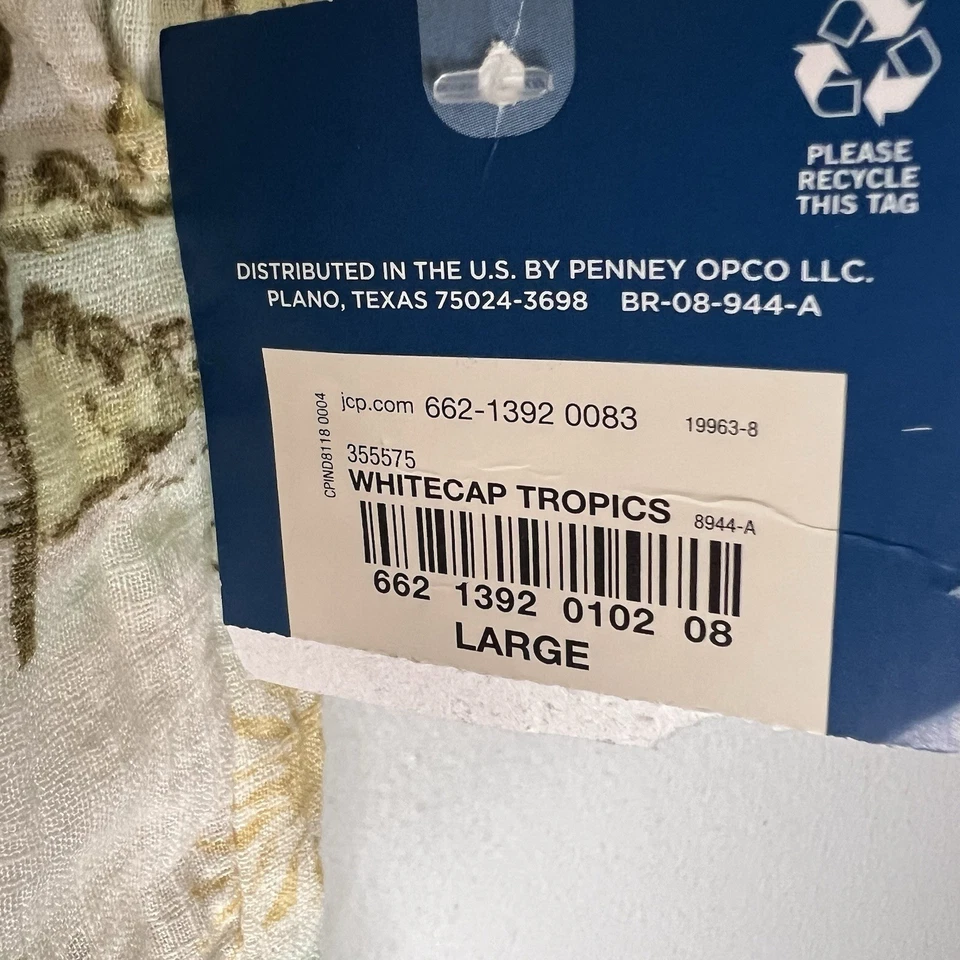 PLEASE
RECYCLE
THIS TAG
DISTRIBUTED IN THE U.S. BY PENNEY OPCO LLC.
PLANO, TEXAS 75024-3698 BR-08-944-A
CPIND8118 0004
jcp.com 662-1392 0083 19963-8
355575
WHITECAP TROPICS 8944-A
662 1392 0102 08
LARGE